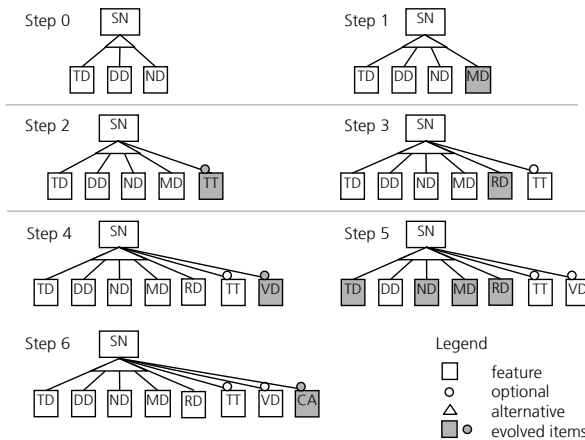 Step 0
SN
TD DD ND
Step 1
SN
TD DD ND MD
Step 2
SN
TD DD ND MD TT
Step 3
SN
TD DD ND MD RD TT
Step 4
SN
TD DD ND MD RD TT VD
Step 5
SN
TD DD ND MD RD TT VD
Step 6
SN
TD DD ND MD RD TT VD CA
Legend
feature
optional
alternative
evolved items